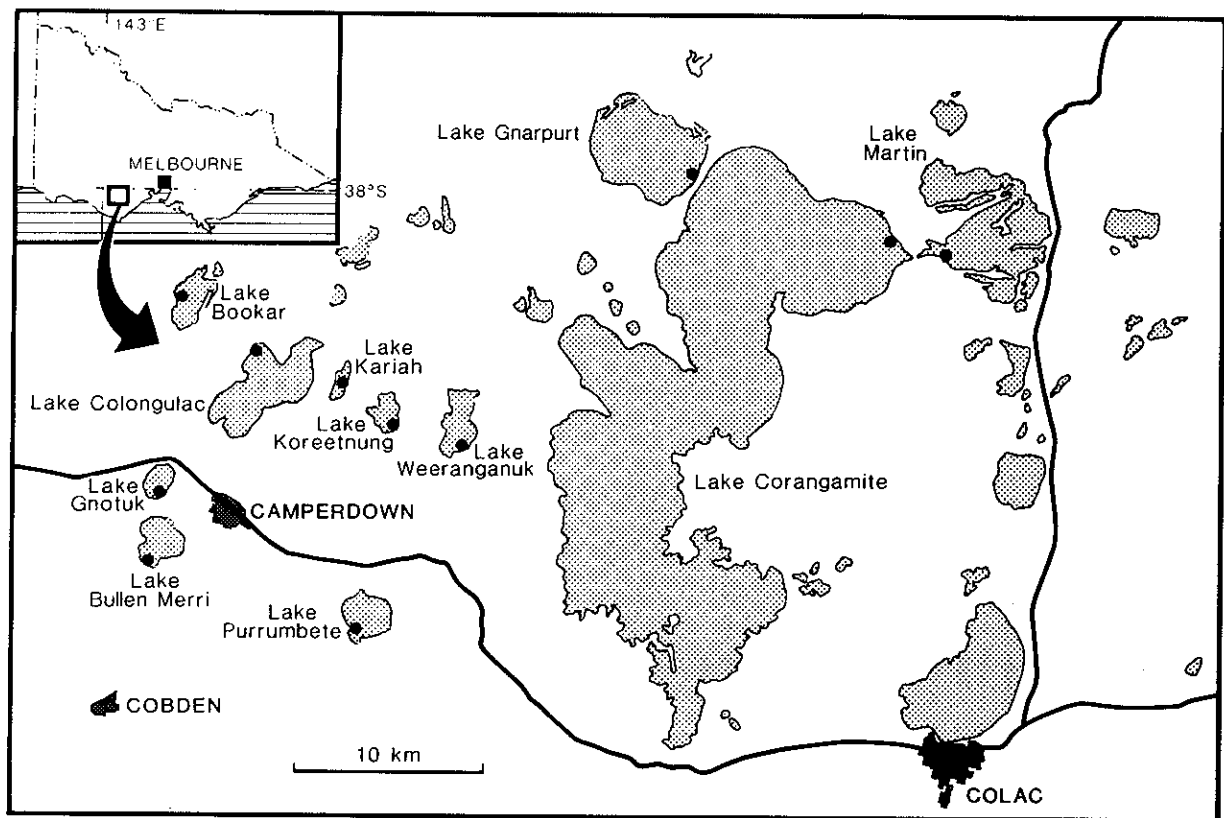 143 E
MELBOURNE
38°S
Lake Gnarpurt
Lake
Martin
Lake
Bookar
Lake
Kariah
Lake Colongulac
Lake
Koreetnung
Lake
Weeranganuk
Lake Corangamite
Lake
Gnotuk
CAMPERDOWN
Lake
Bullen Merri
Lake
Purrumbete
COBDEN
10 km
COLAC